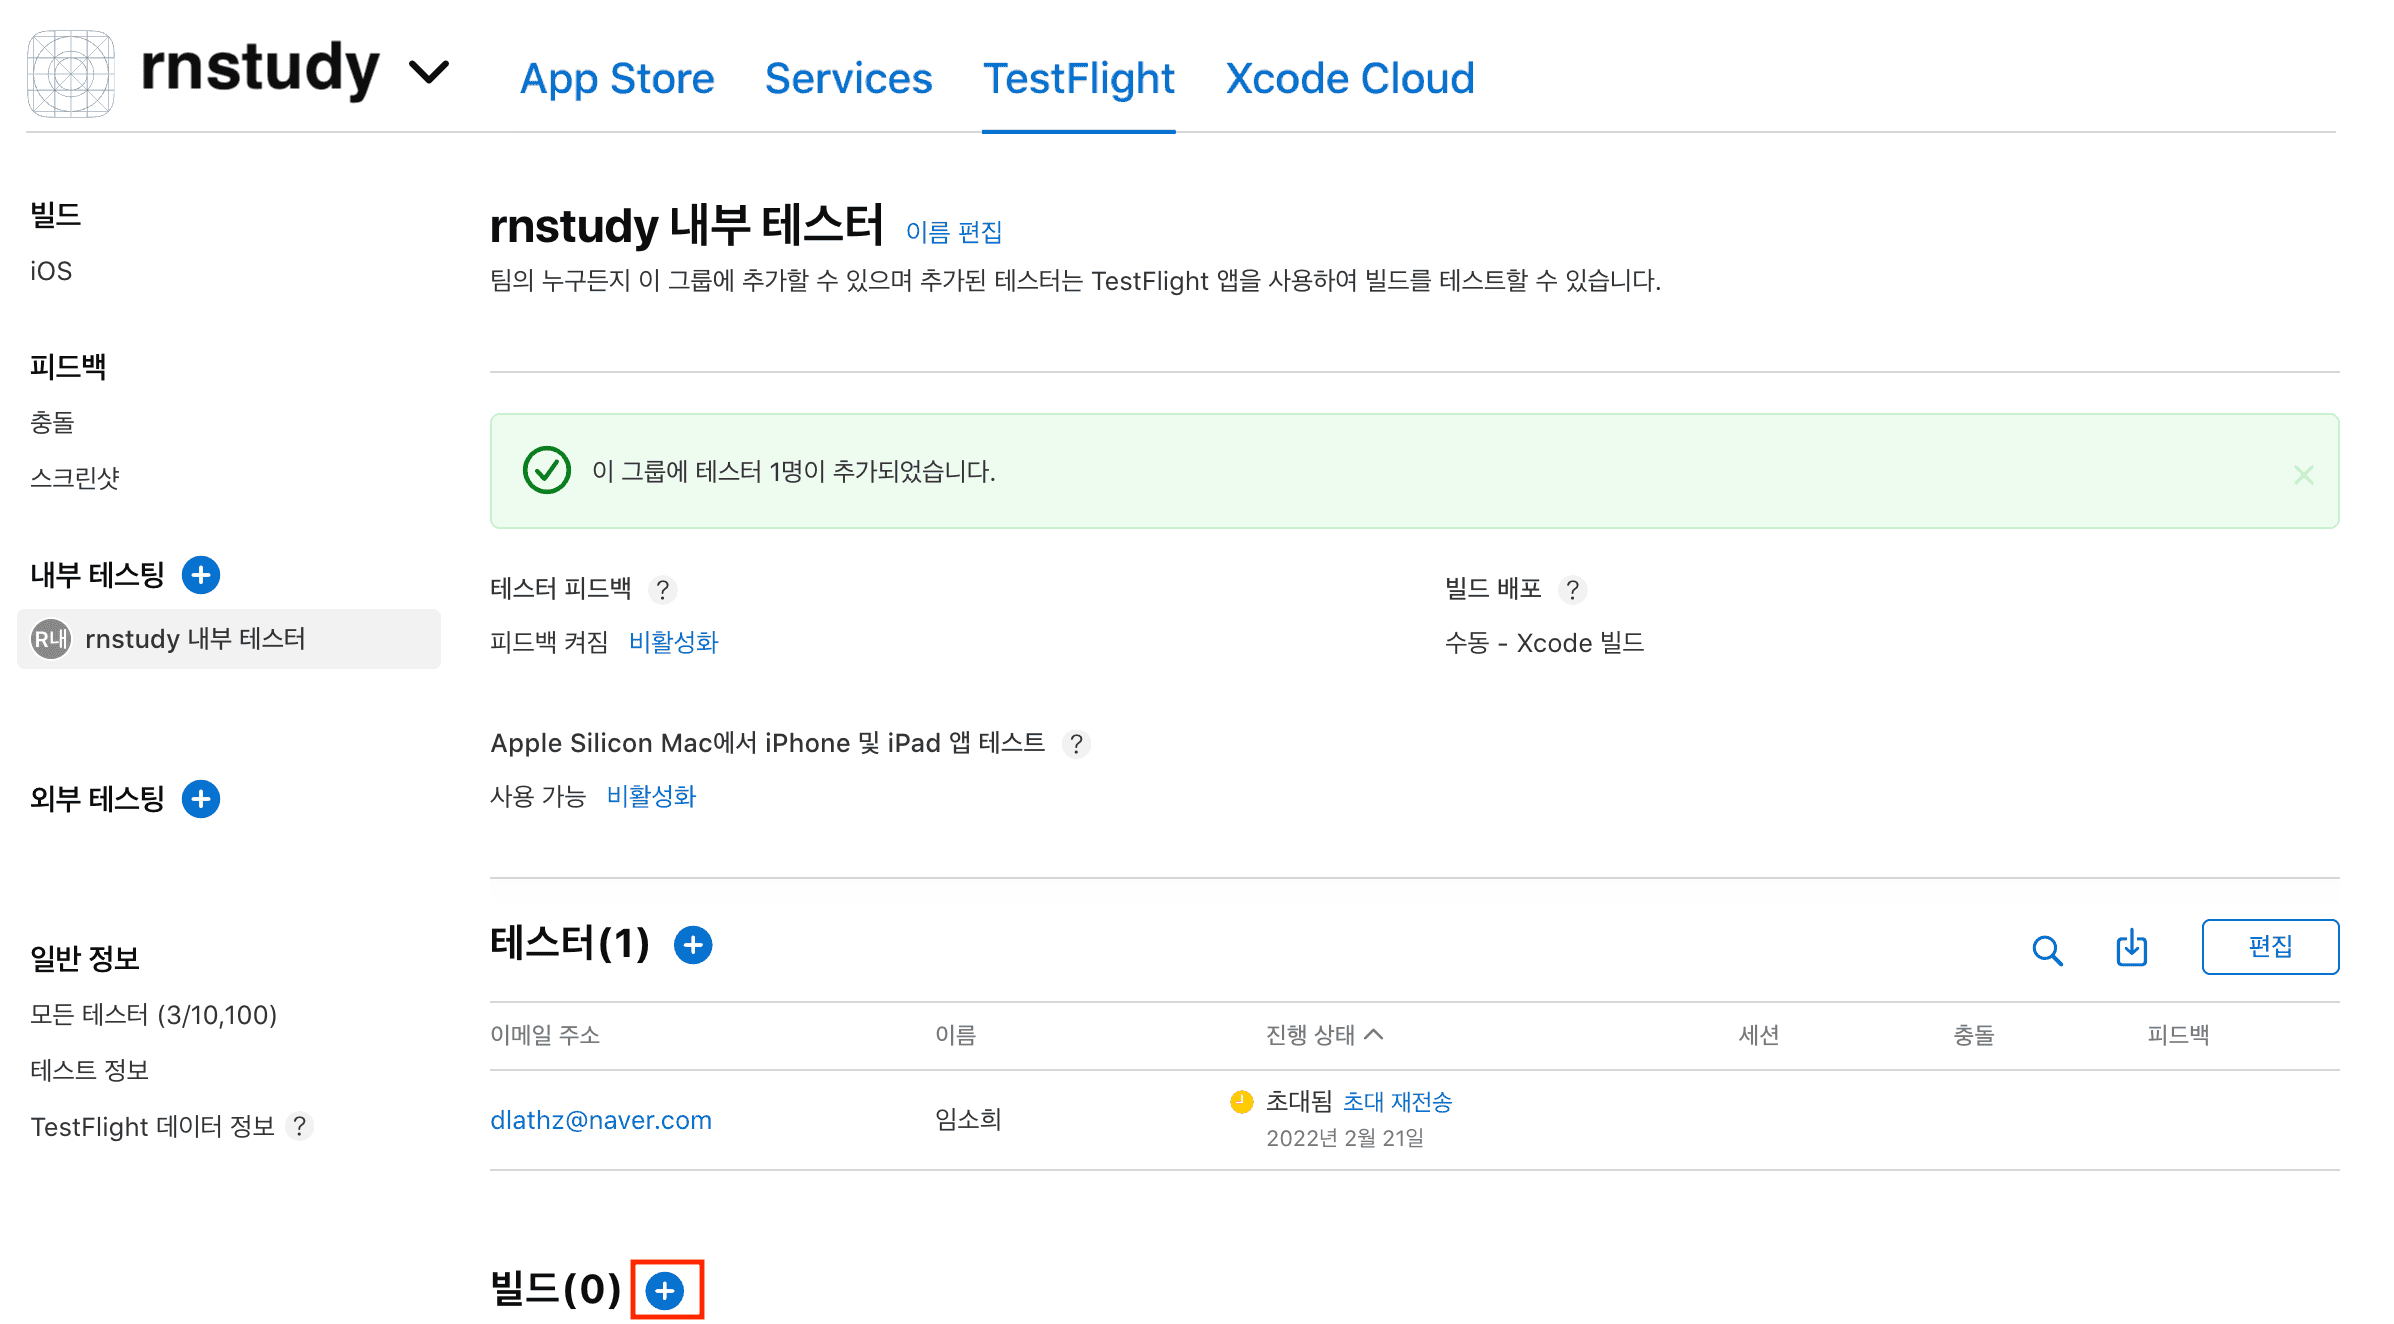 rnstudy
App Store Services TestFlight Xcode Cloud
빌드
iOS
피드백
충돌
스크린샷
내부 테스팅
R내 rnstudy 내부 테스터
외부 테스팅
일반 정보
모든 테스터 (3/10,100)
테스트 정보
TestFlight 데이터 정보 ?
rnstudy 내부 테스터 이름 편집
팀의 누구든지 이 그룹에 추가할 수 있으며 추가된 테스터는 TestFlight 앱을 사용하여 빌드를 테스트할 수 있습니다.
이 그룹에 테스터 1명이 추가되었습니다.
테스터 피드백 ?
피드백 켜짐 비활성화
빌드 배포 ?
수동 - Xcode 빌드
Apple Silicon Mac에서 iPhone 및 iPad 앱 테스트 ?
사용 가능 비활성화
테스터(1)
편집
이메일 주소 이름 진행 상태 세션 충돌 피드백
dlathz@naver.com 임소희 초대됨 초대 재전송
2022년 2월 21일
빌드(0)